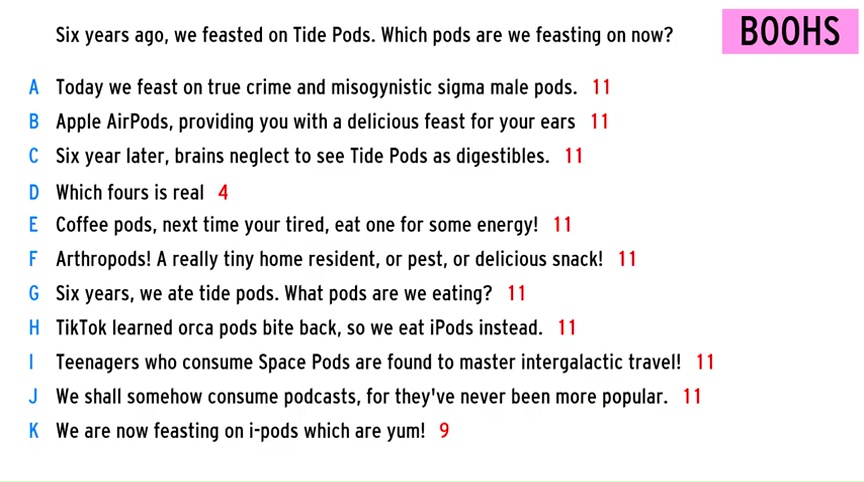 Six years ago, we feasted on Tide Pods. Which pods are we feasting on now?
BOOHS
A Today we feast on true crime and misogynistic sigma male pods. 11
B Apple AirPods, providing you with a delicious feast for your ears 11
C Six year later, brains neglect to see Tide Pods as digestibles. 11
D Which fours is real 4
E Coffee pods, next time your tired, eat one for some energy! 11
F Arthropods! A really tiny home resident, or pest, or delicious snack! 11
G Six years, we ate tide pods. What pods are we eating? 11
H TikTok learned orca pods bite back, so we eat iPods instead. 11
I Teenagers who consume Space Pods are found to master intergalactic travel! 11
J We shall somehow consume podcasts, for they've never been more popular. 11
K We are now feasting on i-pods which are yum! 9